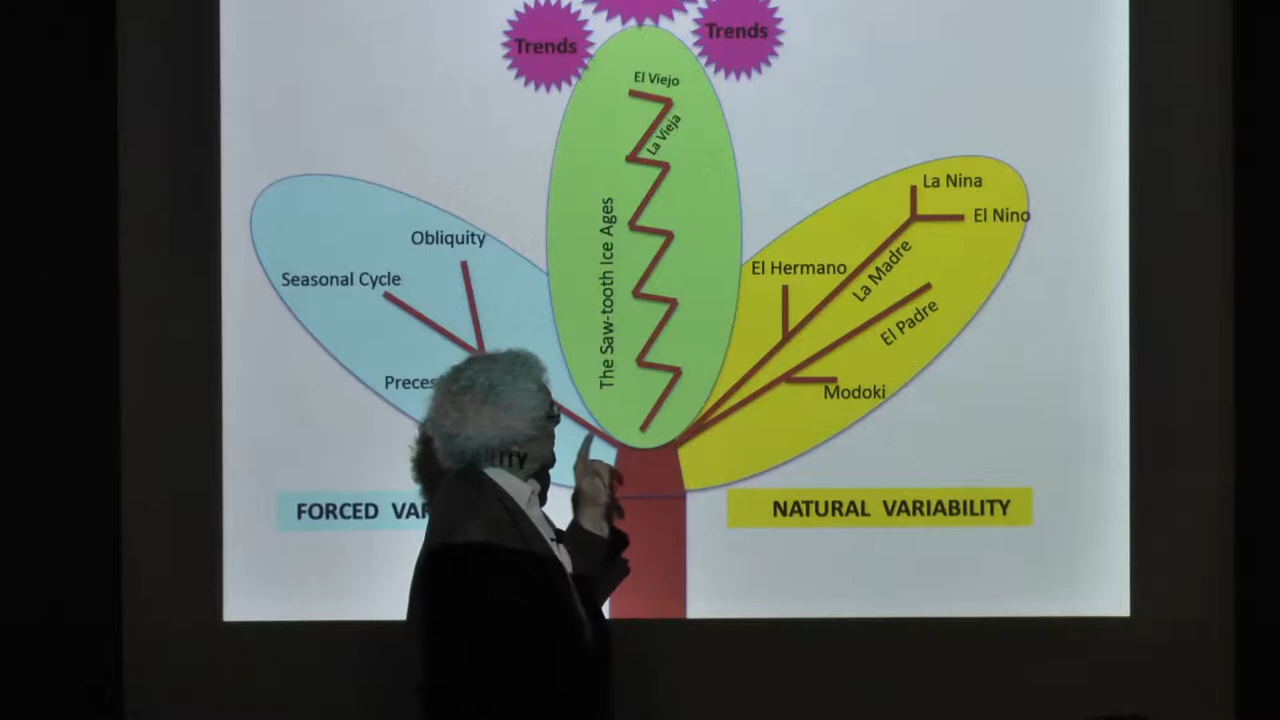 Trends
Trends
El Viejo
La Vieja
The Saw-tooth Ice Ages
Obliquity
Seasonal Cycle
La Nina
El Nino
El Hermano
La Madre
El Padre
Modoki
FORCED
NATURAL VARIABILITY